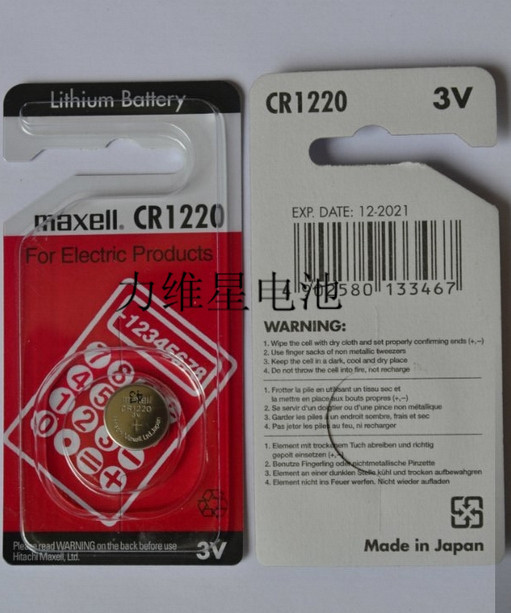 Lithium Battery
maxell. CR1220
For Electric Products
-12345678
maxell
CR1220
+
Please read WARNING on the back before use
Hitachi Maxell, Ltd.
3V
CR1220 3V
EXP. DATE: 12-2021
4 902580 133467
力维星电池
WARNING:
1. Wipe the cell with dry cloth and set properly confirming ends (+,−)
2. Use finger sacks of non metallic tweezers
3. Keep the cell in a dark, cool and dry place
4. Do not throw the cell into fire, not recharge
1. Frotter la pile en utilisant un tissu sec et
la mettre en place aux bouts propres (+,−)
2. Se servir d'un doigtier ou d'une pince non métallique
3. Garder les piles à un endroit sombre, frais et sec
4. Pas jeter les piles au feu, ni recharger
1. Element mit trockenem Tuch abreiben und richtig
gepolt einsetzen (+,−)
2. Benutze Fingerling oder nichtmetallische Pinzette
3. Element an einer dunklen Stelle kühl und trocken aufbewahren
4. Element nicht ins Feuer werfen. Nicht wieder aufladen
Made in Japan